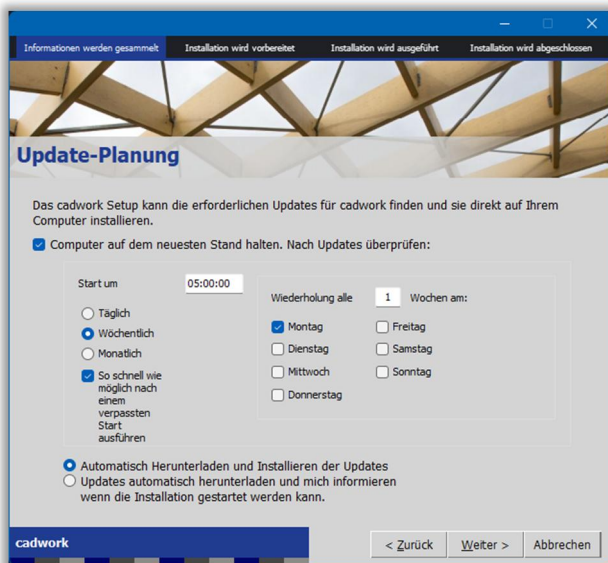 Informationen werden gesammelt Installation wird vorbereitet Installation wird ausgeführt Installation wird abgeschlossen
Update-Planung
Das cadwork Setup kann die erforderlichen Updates für cadwork finden und sie direkt auf Ihrem
Computer installieren.
Computer auf dem neuesten Stand halten. Nach Updates überprüfen:
Start um 05:00:00
Täglich
Wöchentlich
Monatlich
So schnell wie
möglich nach
einem
verpassten
Start
ausführen
Wiederholung alle 1 Wochen am:
Montag Freitag
Dienstag Samstag
Mittwoch Sonntag
Donnerstag
Automatisch Herunterladen und Installieren der Updates
Updates automatisch herunterladen und mich informieren
wenn die Installation gestartet werden kann.
cadwork
< Zurück Weiter > Abbrechen